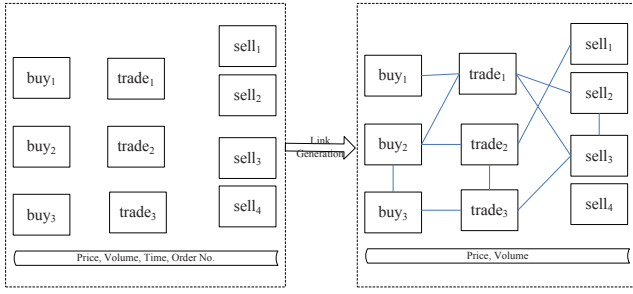 buy₁
trade₁
sell₁
sell₂
buy₂
trade₂
sell₃
buy₃
trade₃
sell₄
Price, Volume, Time, Order No.
Link
Generation
buy₁
trade₁
sell₁
sell₂
buy₂
trade₂
sell₃
buy₃
trade₃
sell₄
Price, Volume